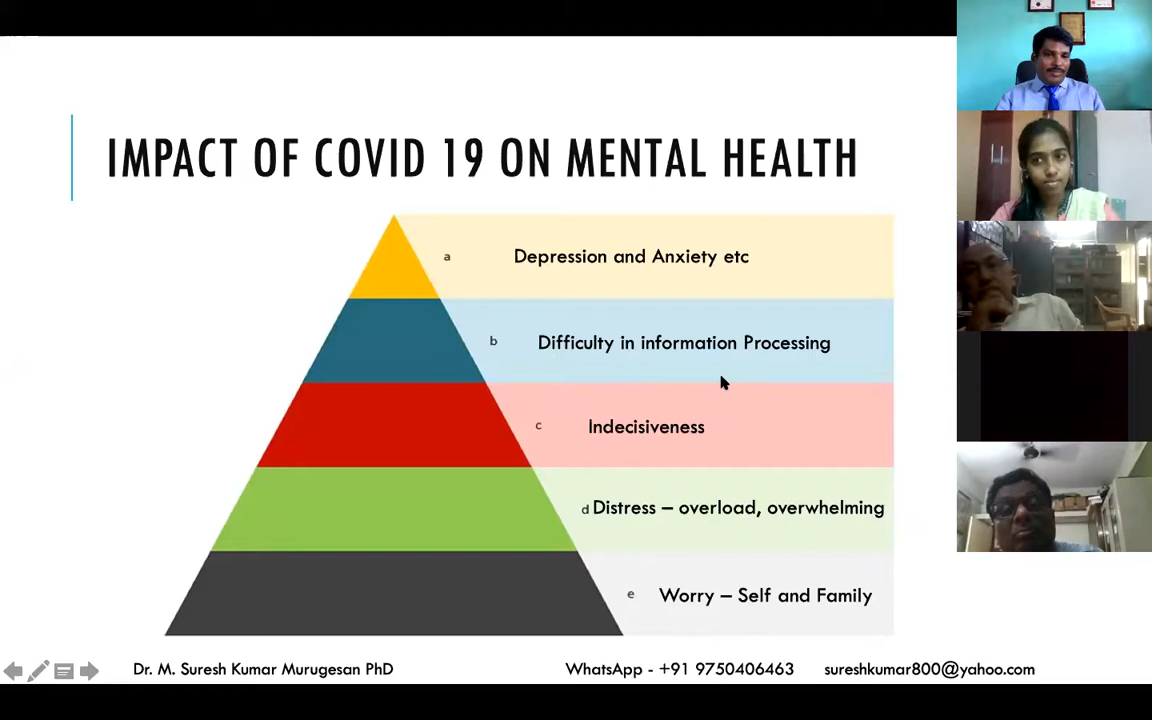 IMPACT OF COVID 19 ON MENTAL HEALTH
a Depression and Anxiety etc
b Difficulty in information Processing
c Indecisiveness
d Distress – overload, overwhelming
e Worry – Self and Family
Dr. M. Suresh Kumar Murugesan PhD WhatsApp - +91 9750406463 sureshkumar800@yahoo.com